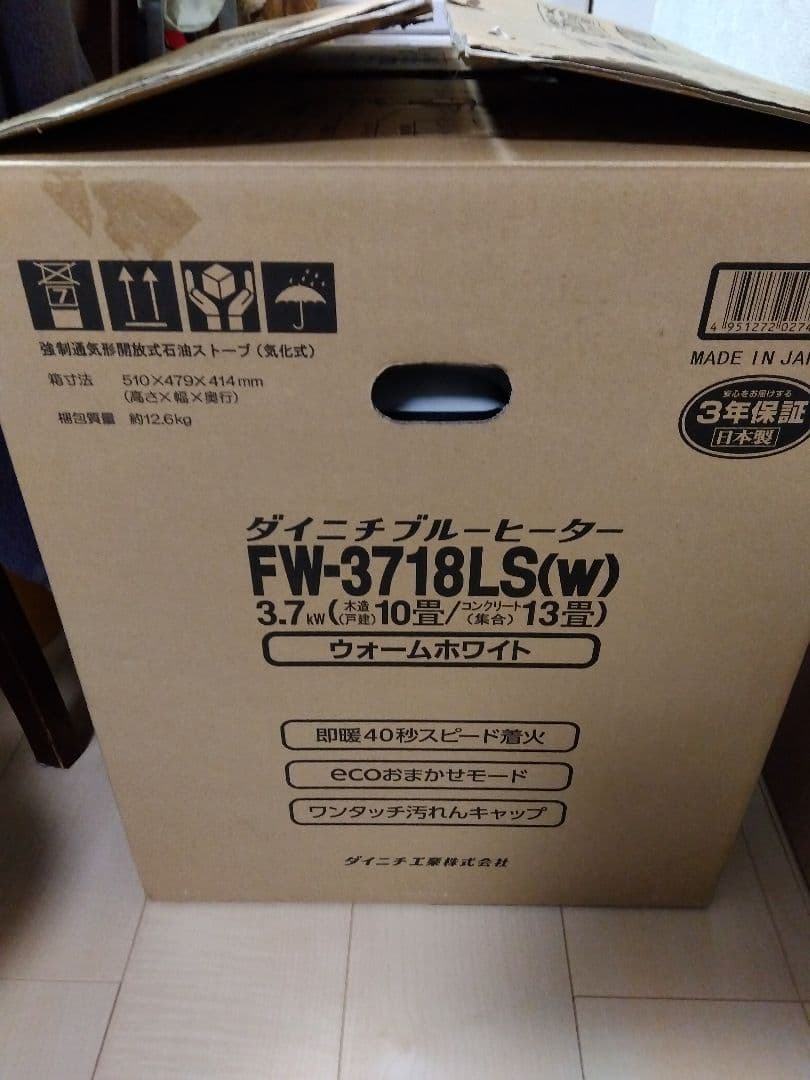 7
強制通気形開放式石油ストーブ（気化式）
箱寸法 510×479×414mm
（高さ×幅×奥行）
梱包質量 約12.6kg
4 951272 0274
MADE IN JAP
安心をお届けする
3年保証
日本製
ダイニチブルーヒーター
FW-3718LS(W)
3.7kW（木造(戸建)10畳/コンクリート(集合)13畳）
ウォームホワイト
即暖40秒スピード着火
ecoおまかせモード
ワンタッチ汚れんキャップ
ダイニチ工業株式会社